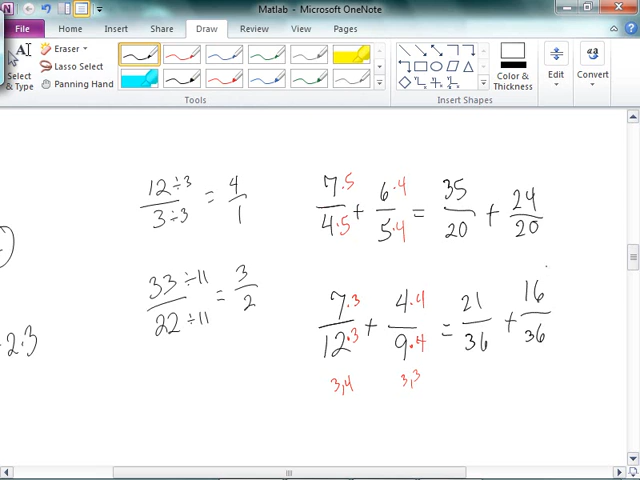 Matlab - Microsoft OneNote
File Home Insert Share Draw Review View Pages
Select & Type
Eraser
Lasso Select
Panning Hand
Tools
Insert Shapes
Color & Thickness
Edit
Convert
12÷3 / 3÷3 = 4/1
7·5 / 4·5 + 6·4 / 5·4 = 35/20 + 24/20
33÷11 / 22÷11 = 3/2
7·3 / 12·3 + 4·4 / 9·4 = 21/36 + 16/36
2·3
3,4 3,3